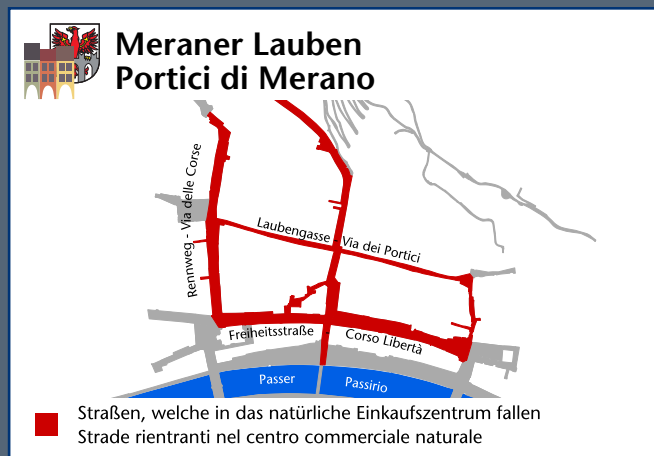 Meraner Lauben
Portici di Merano
Rennweg - Via delle Corse
Laubengasse - Via dei Portici
Freiheitsstraße
Corso Libertà
Passer
Passirio
Straßen, welche in das natürliche Einkaufszentrum fallen
Strade rientranti nel centro commerciale naturale